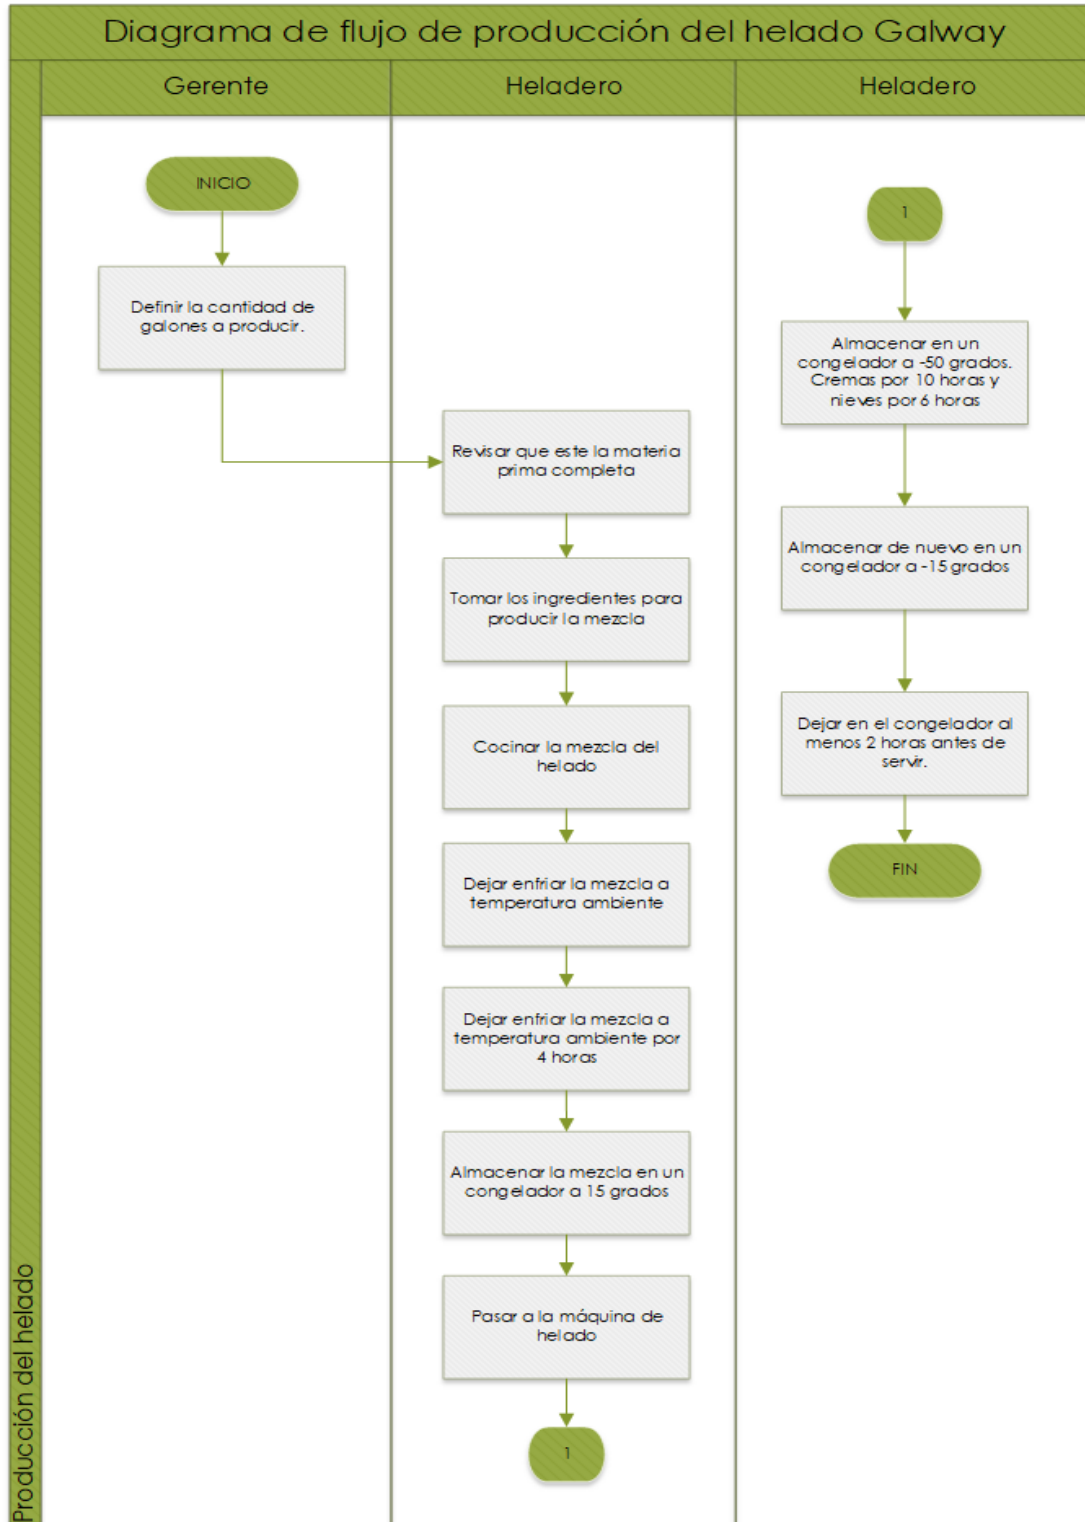 Diagrama de flujo de producción del helado Galway
Gerente
Heladero
Heladero
Producción del helado
INICIO
Definir la cantidad de
galones a producir.
Revisar que este la materia
prima completa
Tomar los ingredientes para
producir la mezcla
Cocinar la mezcla del
helado
Dejar enfriar la mezcla a
temperatura ambiente
Dejar enfriar la mezcla a
temperatura ambiente por
4 horas
Almacenar la mezcla en un
congelador a 15 grados
Pasar a la máquina de
helado
1
1
Almacenar en un
congelador a -50 grados.
Cremas por 10 horas y
nieves por 6 horas
Almacenar de nuevo en un
congelador a -15 grados
Dejar en el congelador al
menos 2 horas antes de
servir.
FIN